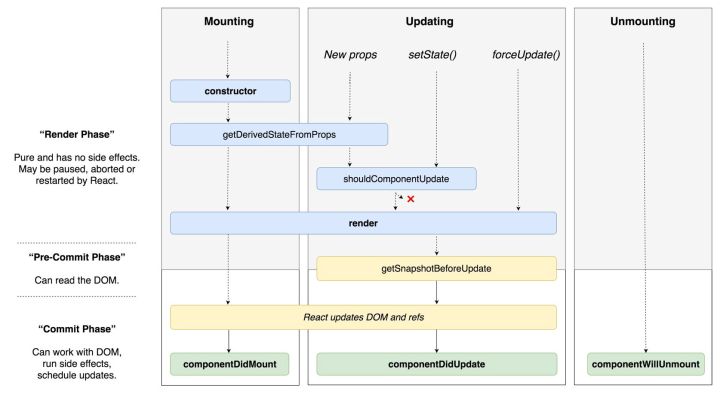 Mounting
Updating
Unmounting
New props
setState()
forceUpdate()
constructor
“Render Phase”
getDerivedStateFromProps
Pure and has no side effects.
May be paused, aborted or
restarted by React.
shouldComponentUpdate
render
“Pre-Commit Phase”
getSnapshotBeforeUpdate
Can read the DOM.
React updates DOM and refs
“Commit Phase”
Can work with DOM,
run side effects,
schedule updates.
componentDidMount
componentDidUpdate
componentWillUnmount